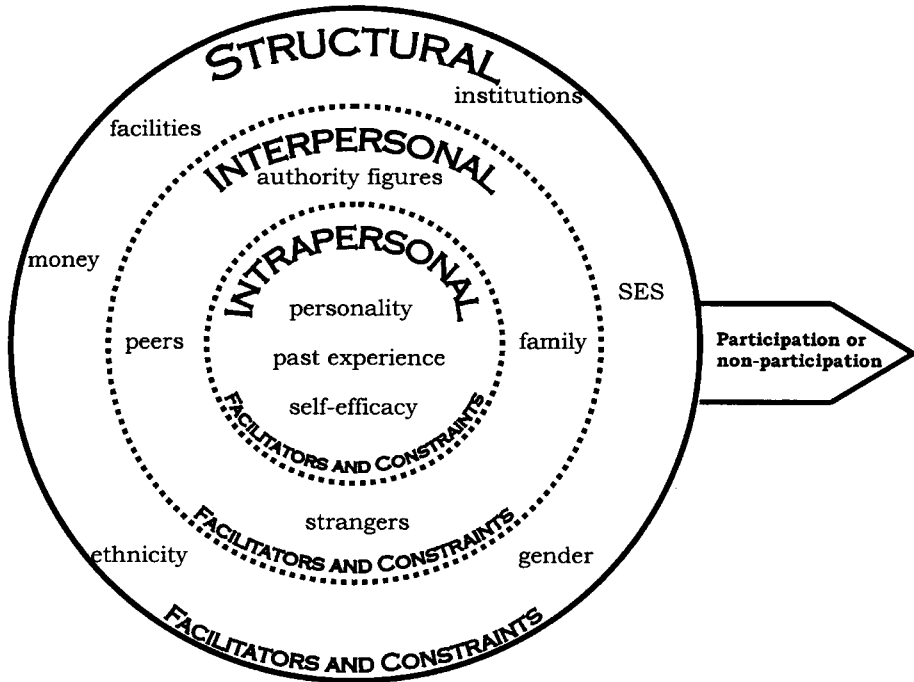 STRUCTURAL
institutions
facilities
INTERPERSONAL
authority figures
INTRAPERSONAL
money
SES
personality
peers
past experience
family
Participation or
non-participation
self-efficacy
FACILITATORS AND CONSTRAINTS
strangers
FACILITATORS AND CONSTRAINTS
ethnicity
gender
FACILITATORS AND CONSTRAINTS